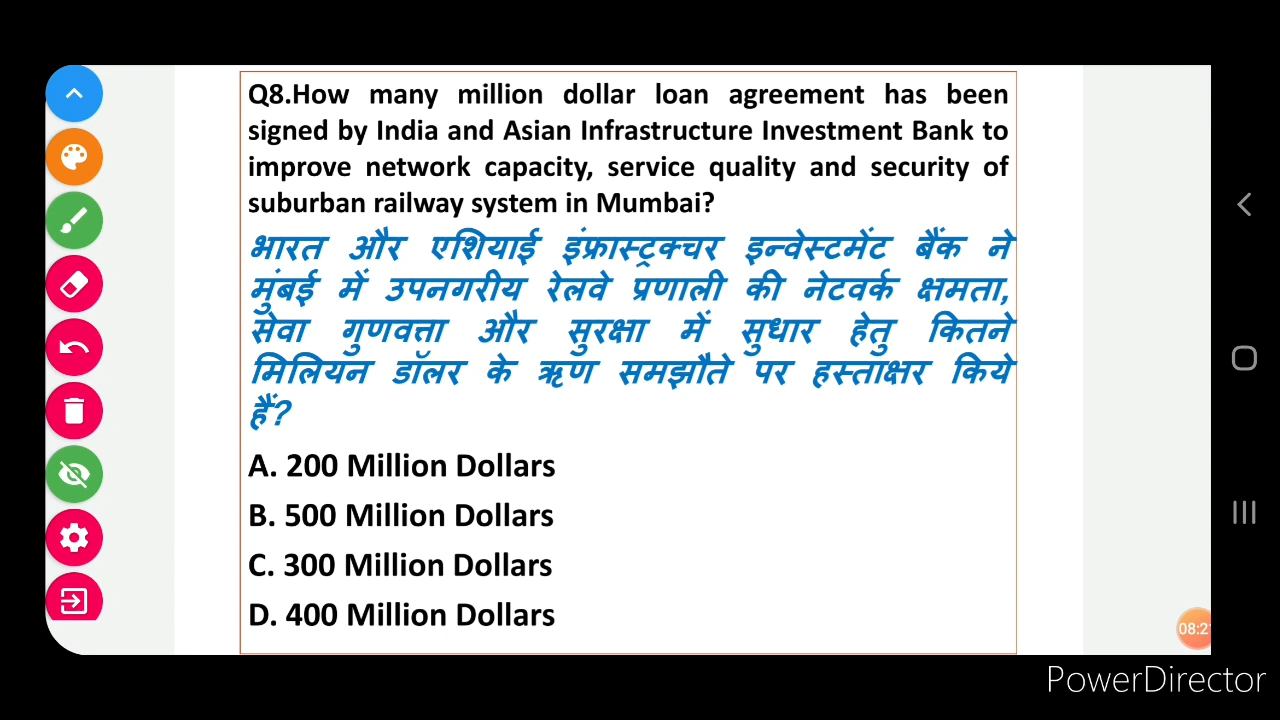 Q8.How many million dollar loan agreement has been
signed by India and Asian Infrastructure Investment Bank to
improve network capacity, service quality and security of
suburban railway system in Mumbai?
भारत और एशियाई इंफ्रास्ट्रक्चर इन्वेस्टमेंट बैंक ने
मुंबई में उपनगरीय रेलवे प्रणाली की नेटवर्क क्षमता,
सेवा गुणवत्ता और सुरक्षा में सुधार हेतु कितने
मिलियन डॉलर के ऋण समझौते पर हस्ताक्षर किये
हैं?
A. 200 Million Dollars
B. 500 Million Dollars
C. 300 Million Dollars
D. 400 Million Dollars
PowerDirector